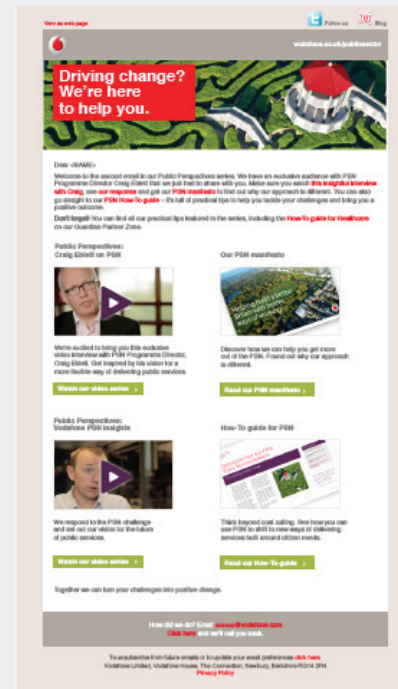 View as web page
Follow us
Blog
vodafone.co.uk/publicsector
Driving change?
We're here
to help you.
Dear <NAME>
Welcome to the second email in our Public Perspectives series. We have an exclusive audience with PSN
Programme Director Craig Eblett that we just had to share with you. Make sure you watch this insightful interview
with Craig, see our response and get our PSN manifesto to find out why our approach is different. You can also
go straight to our PSN How-To guide – it's full of practical tips to help you tackle your challenges and bring you a
positive outcome.
Don't forget! You can find all our practical tips featured in the series, including the How-To guide for Healthcare
on our Guardian Partner Zone.
Public Perspectives:
Craig Eblett on PSN
Our PSN manifesto
We're excited to bring you this exclusive
video interview with PSN Programme Director,
Craig Eblett. Get inspired by his vision for a
more flexible way of delivering public services.
Discover how we can help you get more
out of the PSN. Found out why our approach
is different.
Watch our video series ›
Read our PSN manifesto ›
Public Perspectives:
Vodafone PSN insights
How-To guide for PSN
We respond to the PSN challenge
and set out our vision for the future
of public services.
Think beyond cost cutting. See how you can
use PSN to shift to new ways of delivering
services built around citizen needs.
Watch our video series ›
Read our How-To guide ›
Together we can turn your challenges into positive change.
How did we do? Email
Click here and we'll call you back.
To unsubscribe from future emails or to update your email preferences click here.
Vodafone Limited, Vodafone House, The Connection, Newbury, Berkshire RG14 2FN
Privacy Policy